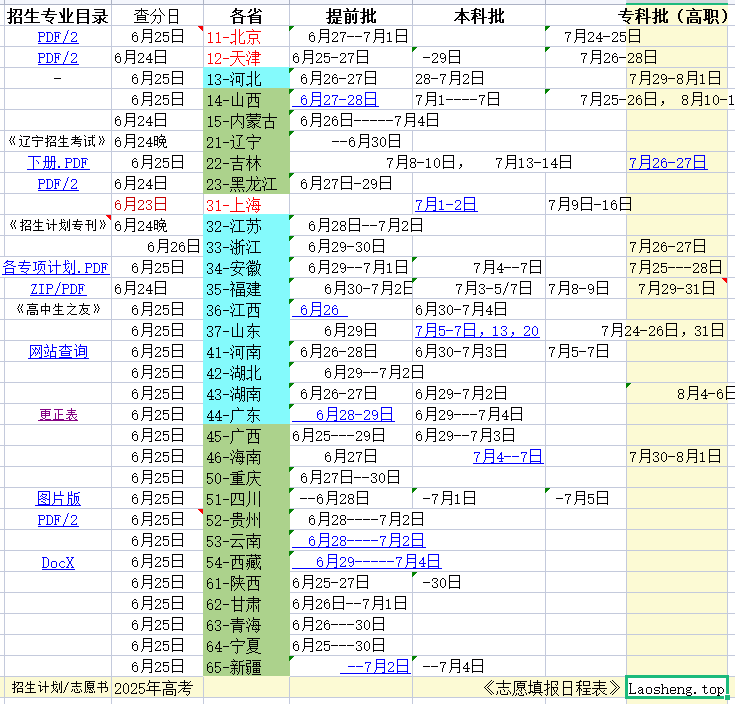 招生专业目录 查分日 各省 提前批 本科批 专科批（高职）
PDF/2 6月25日 11-北京 6月27--7月1日 7月24-25日
PDF/2 6月24日 12-天津 6月25-27日 -29日 7月26-28日
- 6月25日 13-河北 6月26-27日 28-7月2日 7月29-8月1日
6月25日 14-山西 6月27-28日 7月1----7日 7月25-26日， 8月10-1
6月24日 15-内蒙古 6月26日-----7月4日
《辽宁招生考试》 6月24晚 21-辽宁 --6月30日
下册.PDF 6月25日 22-吉林 7月8-10日， 7月13-14日 7月26-27日
PDF/2 6月24日 23-黑龙江 6月27日-29日
6月23日 31-上海 7月1-2日 7月9日-16日
《招生计划专刊》 6月24晚 32-江苏 6月28日--7月2日
6月26日 33-浙江 6月29-30日 7月26-27日
各专项计划.PDF 6月25日 34-安徽 6月29--7月1日 7月4--7日 7月25---28日
ZIP/PDF 6月24日 35-福建 6月30-7月2日 7月3-5/7日 7月8-9日 7月29-31日
《高中生之友》 6月25日 36-江西 6月26 6月30-7月4日
6月25日 37-山东 6月29日 7月5-7日，13，20 7月24-26日，31日
网站查询 6月25日 41-河南 6月26-28日 6月30-7月3日 7月5-7日
6月25日 42-湖北 6月29---7月2日
6月25日 43-湖南 6月26-27日 6月29-7月2日 8月4-6日
更正表 6月25日 44-广东 6月28-29日 6月29---7月4日
6月25日 45-广西 6月25---29日 6月29--7月3日
6月25日 46-海南 6月27日 7月4--7日 7月30-8月1日
6月25日 50-重庆 6月27日--30日
图片版 6月25日 51-四川 --6月28日 -7月1日 -7月5日
PDF/2 6月25日 52-贵州 6月28----7月2日
6月25日 53-云南 6月28----7月2日
DocX 6月25日 54-西藏 6月29-----7月4日
6月25日 61-陕西 6月25-27日 -30日
6月25日 62-甘肃 6月26日--7月1日
6月25日 63-青海 6月26---30日
6月25日 64-宁夏 6月25---30日
6月25日 65-新疆 --7月2日 --7月4日
招生计划/志愿书 2025年高考 《志愿填报日程表》 Laosheng.top